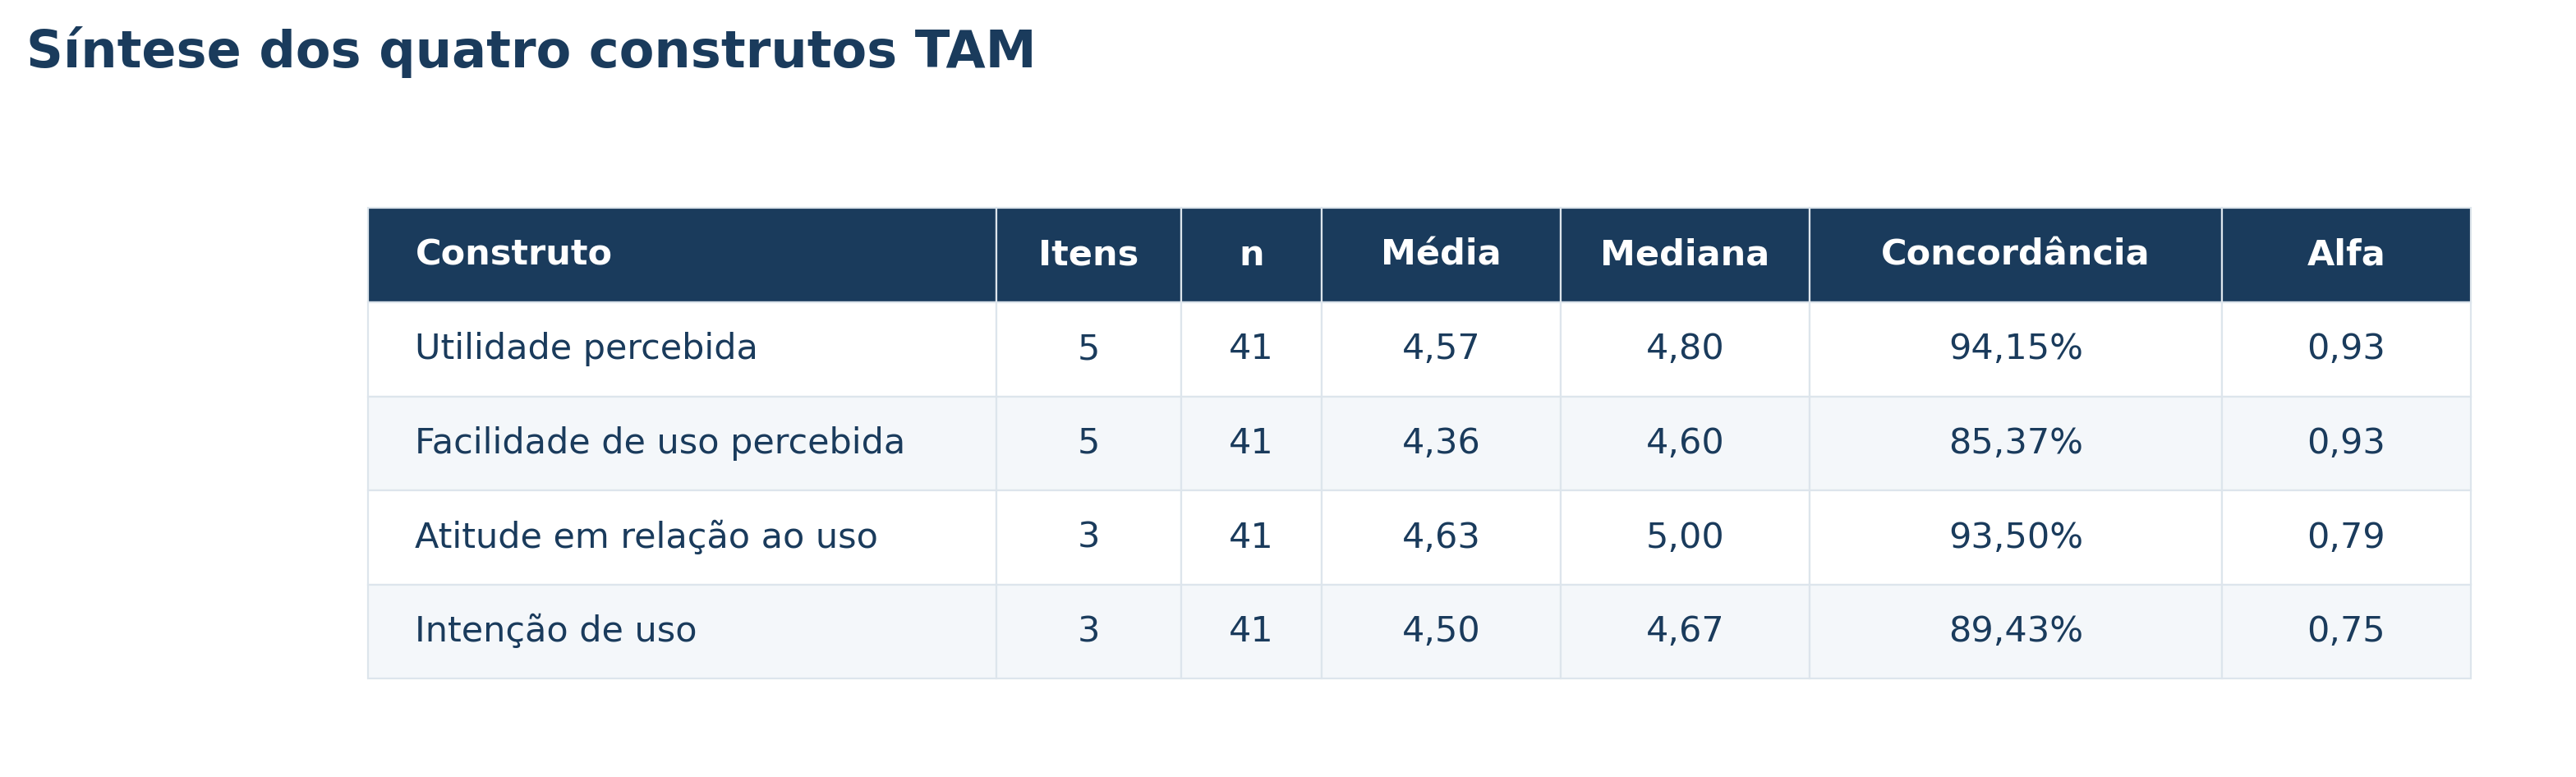 Síntese dos quatro construtos TAM
Construto Itens n Média Mediana Concordância Alfa
Utilidade percebida 5 41 4,57 4,80 94,15% 0,93
Facilidade de uso percebida 5 41 4,36 4,60 85,37% 0,93
Atitude em relação ao uso 3 41 4,63 5,00 93,50% 0,79
Intenção de uso 3 41 4,50 4,67 89,43% 0,75